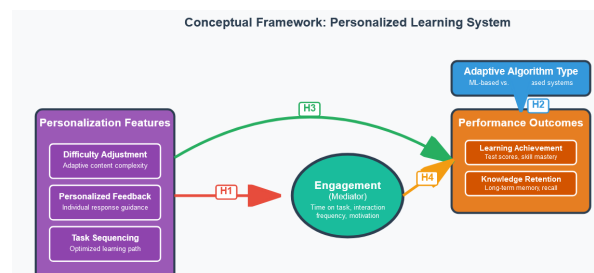 Conceptual Framework: Personalized Learning System
Adaptive Algorithm Type
ML-based vs. used systems
H2
H3
Personalization Features
Difficulty Adjustment
Adaptive content complexity
Personalized Feedback
Individual response guidance
Task Sequencing
Optimized learning path
H1
Engagement
(Mediator)
Time on task, interaction
frequency, motivation
H4
Performance Outcomes
Learning Achievement
Test scores, skill mastery
Knowledge Retention
Long-term memory, recall